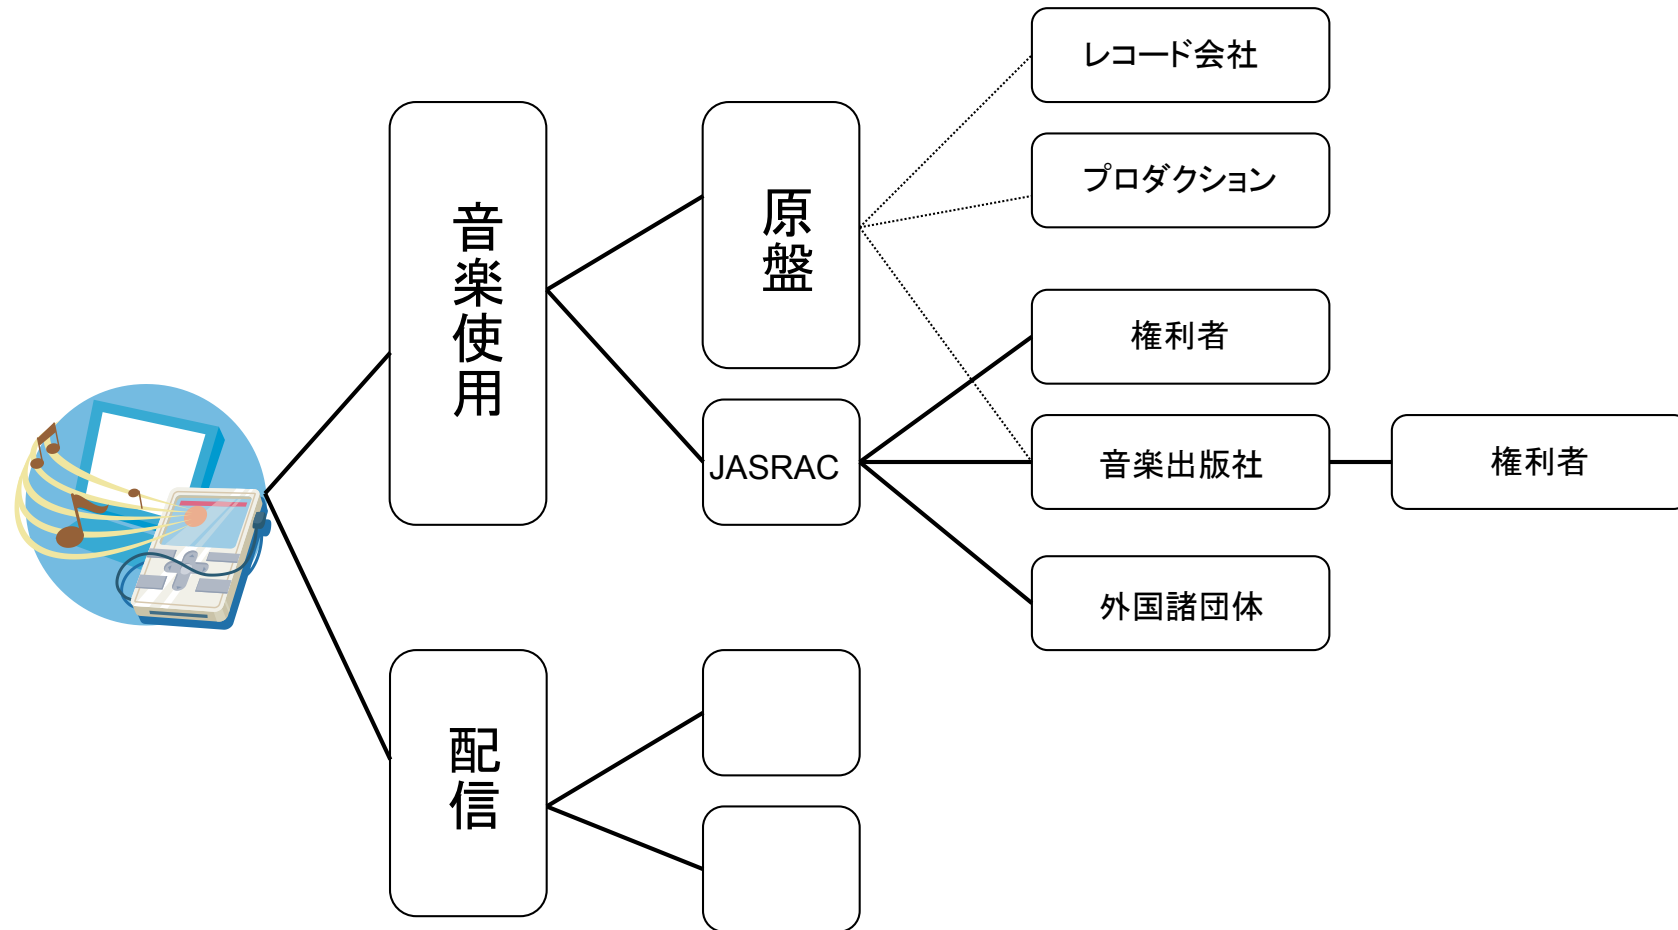 レコード会社
プロダクション
音楽使用
原盤
権利者
JASRAC
音楽出版社
権利者
外国諸団体
配信